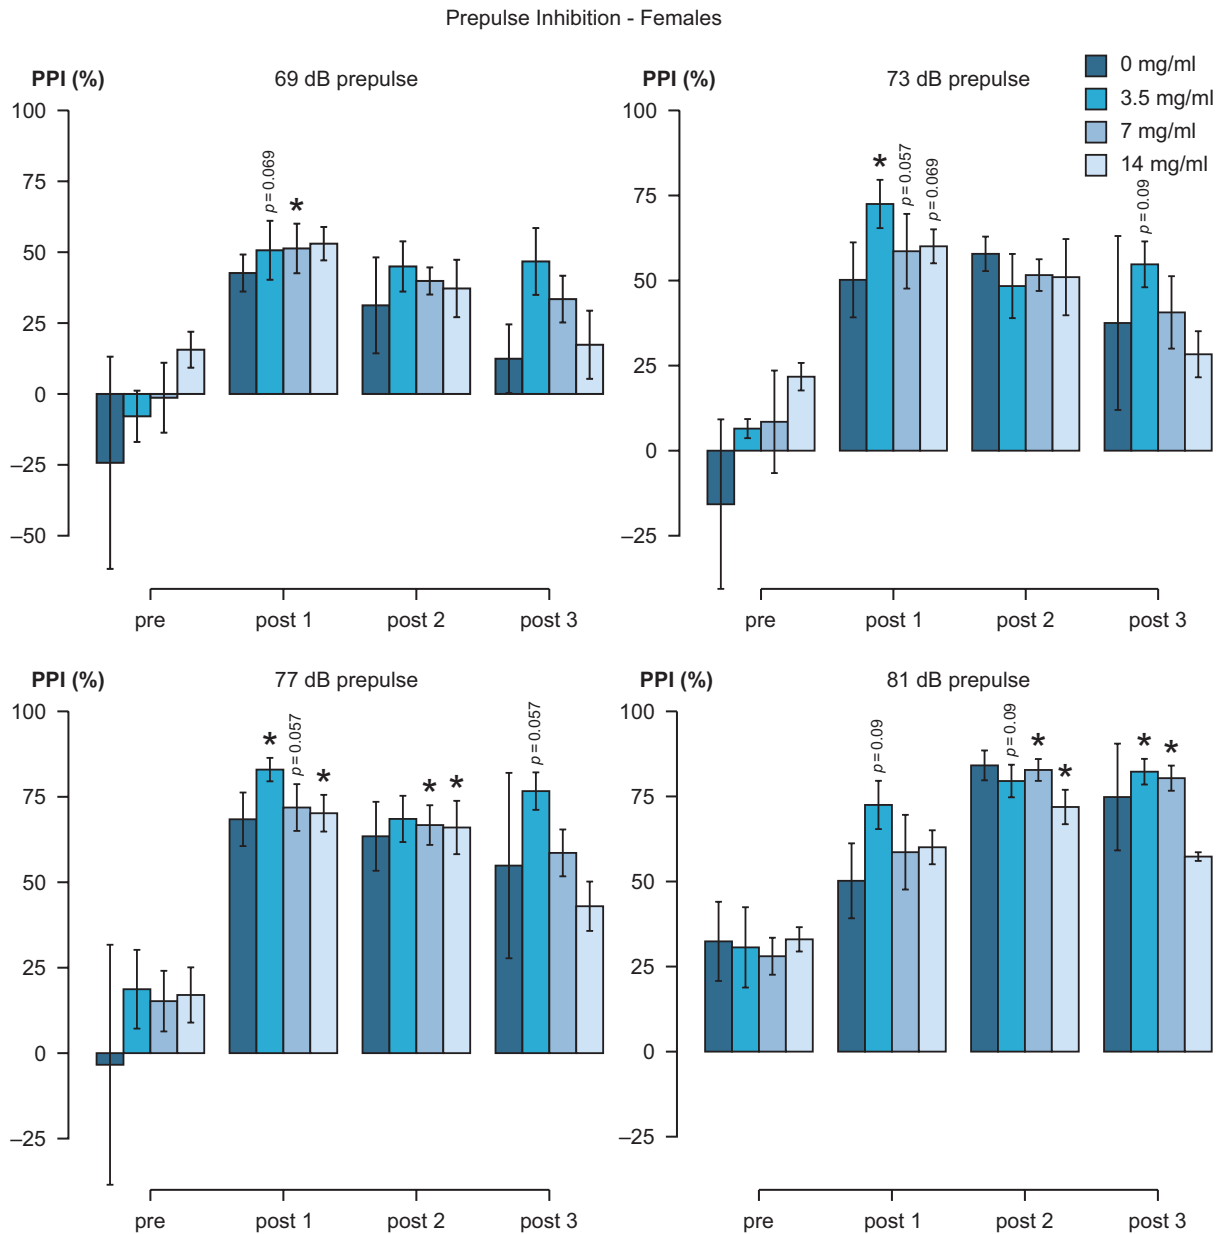 Prepulse Inhibition - Females
PPI (%)
69 dB prepulse
100
75
50
25
0
–25
–50
p = 0.069
*
pre
post 1
post 2
post 3
PPI (%)
73 dB prepulse
0 mg/ml
3.5 mg/ml
7 mg/ml
14 mg/ml
100
75
50
25
0
–25
*
p = 0.057
p = 0.069
p = 0.09
pre
post 1
post 2
post 3
PPI (%)
77 dB prepulse
100
75
50
25
0
–25
*
p = 0.057
*
*
*
p = 0.057
pre
post 1
post 2
post 3
PPI (%)
81 dB prepulse
100
75
50
25
0
–25
p = 0.09
p = 0.09
*
*
*
*
pre
post 1
post 2
post 3